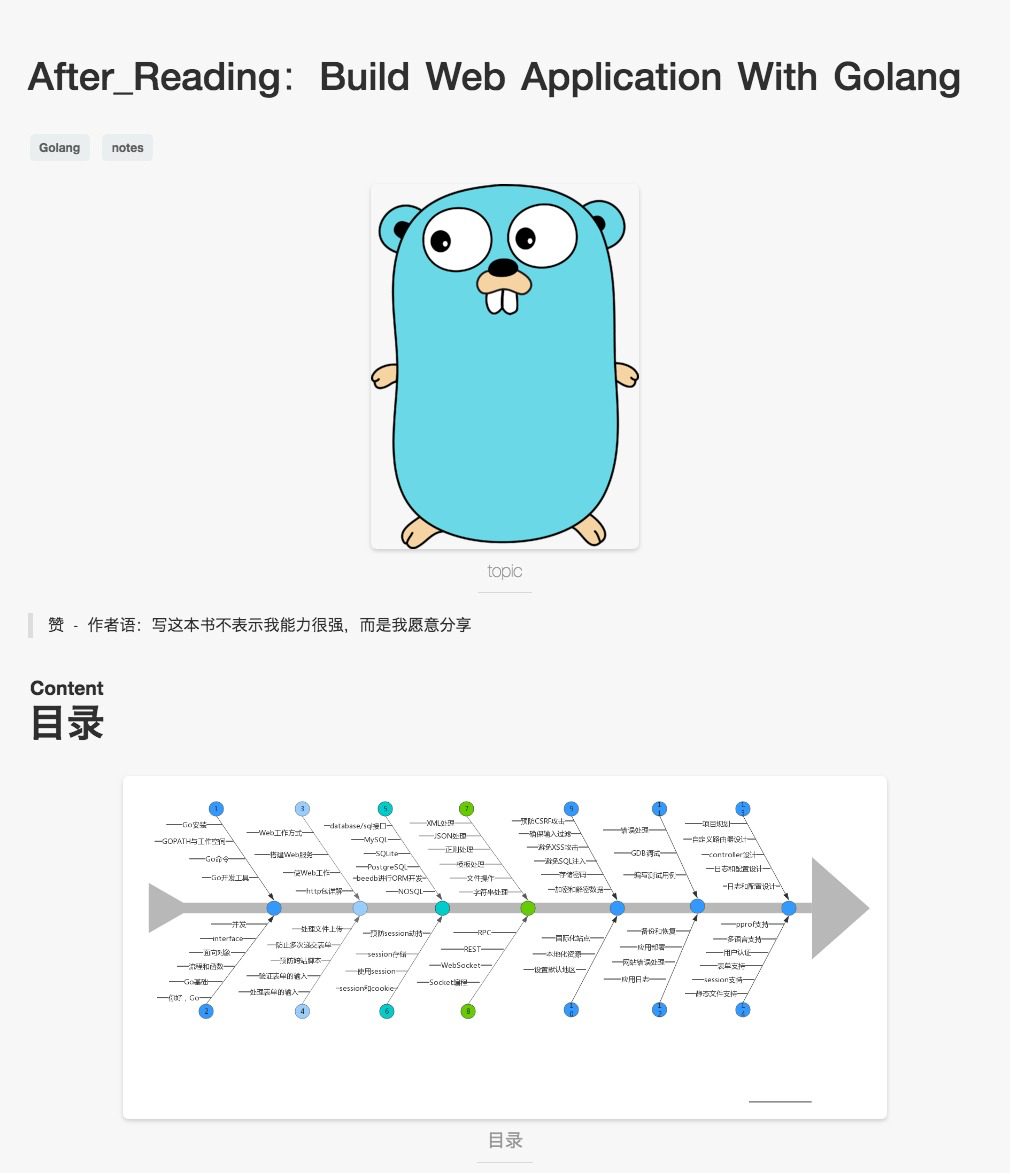 After_Reading：Build Web Application With Golang
Golang
notes
topic
赞 - 作者语：写这本书不表示我能力很强，而是我愿意分享
Content
目录
1
Go安装
GOPATH与工作空间
Go命令
Go开发工具
3
Web工作方式
搭建Web服务
使Web工作
http包详解
5
database/sql接口
MySQL
SQLite
PostgreSQL
beedb进行ORM开发
NOSQL
7
XML处理
JSON处理
正则处理
模板处理
文件操作
字符串处理
9
预防CSRF攻击
确保输入过滤
避免XSS攻击
避免SQL注入
存储密码
加密和解密数据
11
错误处理
GDB调试
编写测试用例
13
项目规划
自定义路由器设计
controller设计
日志和配置设计
日志和配置设计
并发
interface
面向对象
流程和函数
Go基础
你好，Go
2
处理文件上传
防止多次递交表单
预防跨站脚本
验证表单的输入
处理表单的输入
4
预防session劫持
session存储
使用session
session和cookie
6
RPC
REST
WebSocket
Socket编程
8
国际化站点
本地化资源
设置默认地区
10
备份和恢复
应用部署
网站错误处理
应用日志
12
pprof支持
多语言支持
用户认证
表单支持
session支持
静态文件支持
14
目录